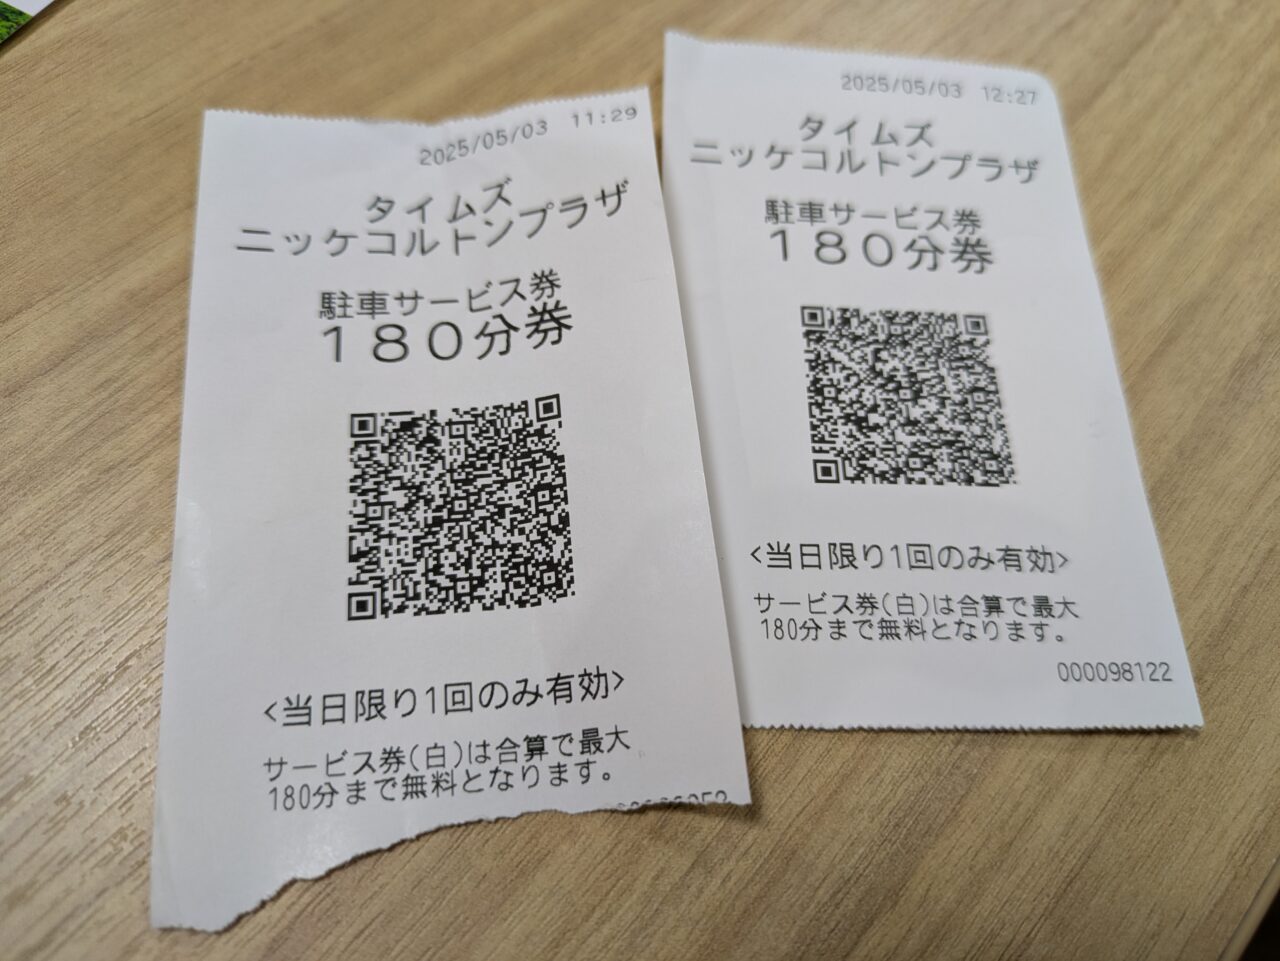 2025/05/03 11:29
タイムズ
ニッケコルトンプラザ
駐車サービス券
180分券
<当日限り1回のみ有効>
サービス券(白)は合算で最大
180分まで無料となります。
2025/05/03 12:27
タイムズ
ニッケコルトンプラザ
駐車サービス券
180分券
<当日限り1回のみ有効>
サービス券(白)は合算で最大
180分まで無料となります。
000098122